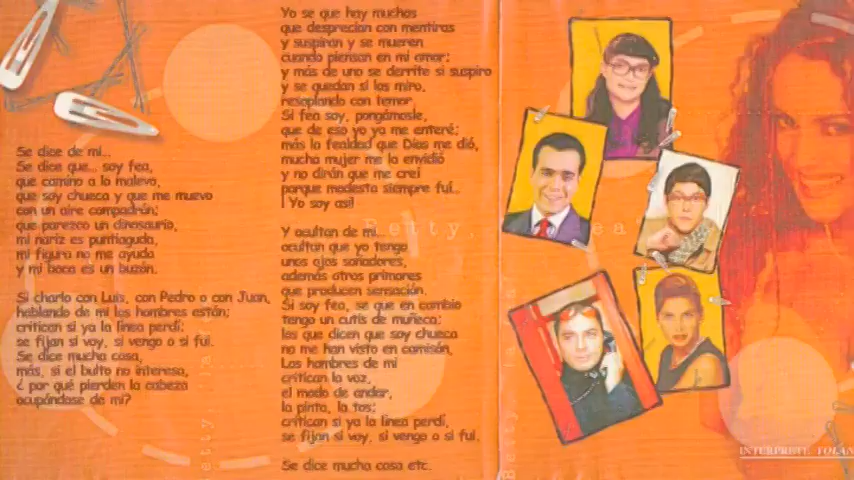 Se dice de mi...
Se dice que... soy fea,
que camino a la maleva,
que soy chueca y que me muevo
con un aire compadrón;
que parezco un dinosaurio,
mi nariz es puntiaguda,
mi figura no me ayuda
y mi boca es un buzón.
Si charlo con Luis, con Pedro o con Juan,
hablando de mi los hombres están;
critican si ya la linea perdí;
se fijan si voy, si vengo o si fui.
Se dice mucha cosa,
más, si el bulto no interesa,
¿ por qué pierden la cabeza
ocupándose de mi?
Yo se que hay muchos
que desprecian con mentiras
y suspiran y se mueren
cuando piensan en mi amor;
y más de uno se derrite si suspiro
y se quedan si los miro,
resoplando con temor.
Si fea soy, pongámosle,
que de eso yo ya me enteré;
más la fealdad que Dios me dió,
mucha mujer me la envidió
y no dirán que me creí
porque modesta siempre fui..
¡ Yo soy así!
Y ocultan de mi...
ocultan que yo tengo
unos ojos soñadores,
además otros primores
que producen sensación.
Si soy fea, se que en cambio
tengo un cutis de muñeca;
los que dicen que soy chueca
no me han visto en camisón.
Los hombres de mi
critican la voz,
el modo de andar,
la pinta, la tos;
critican si ya la linea perdí,
se fijan si voy, si vengo o si fui.
Se dice mucha cosa etc.
Betty,
Betty, la
INTERPRETE: YOLAN